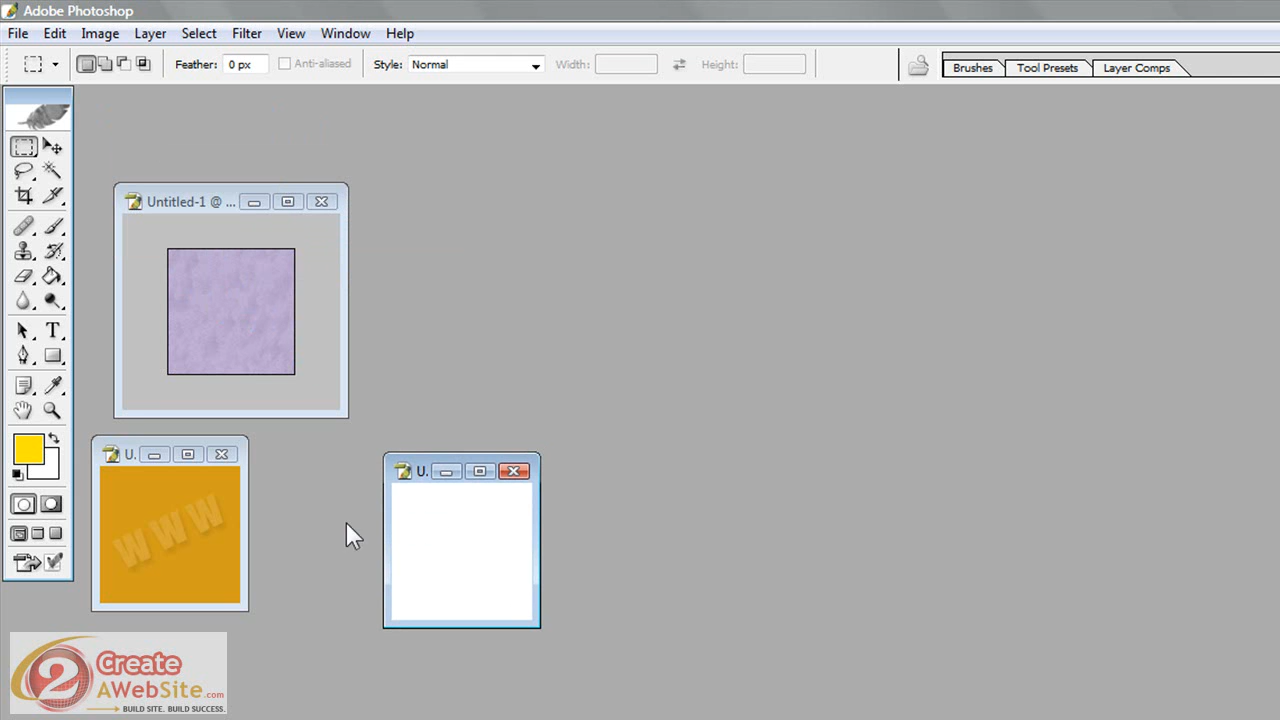 Adobe Photoshop
File Edit Image Layer Select Filter View Window Help
Feather: 0 px Anti-aliased Style: Normal Width: Height: Brushes Tool Presets Layer Comps
Untitled-1 @ ...
U.
WWW
U.
T
2 Create
AWebSite.com
BUILD SITE. BUILD SUCCESS.